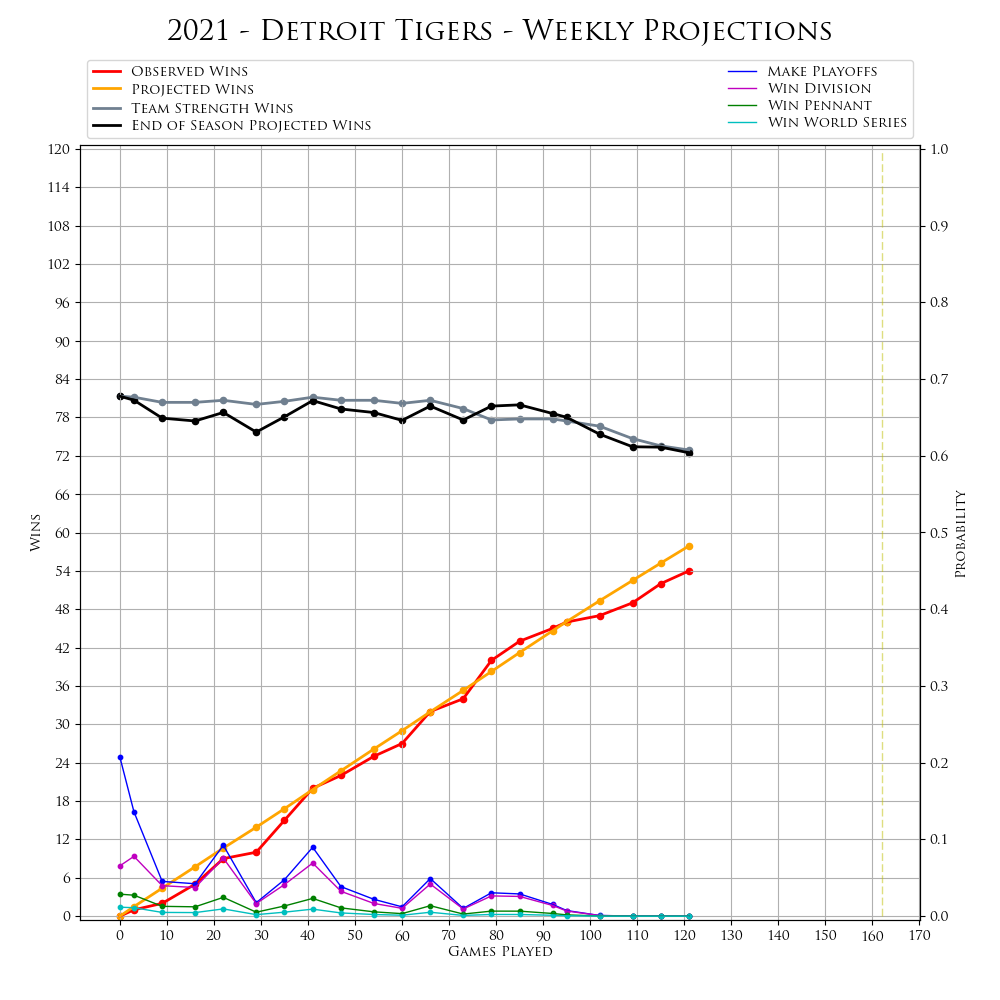 2021 - Detroit Tigers - Weekly Projections
Observed Wins
Projected Wins
Team Strength Wins
End of Season Projected Wins
Make Playoffs
Win Division
Win Pennant
Win World Series
120
114
108
102
96
90
84
78
72
66
60
54
48
42
36
30
24
18
12
6
0
Wins
1.0
0.9
0.8
0.7
0.6
0.5
0.4
0.3
0.2
0.1
0.0
Probability
0 10 20 30 40 50 60 70 80 90 100 110 120 130 140 150 160 170
Games Played